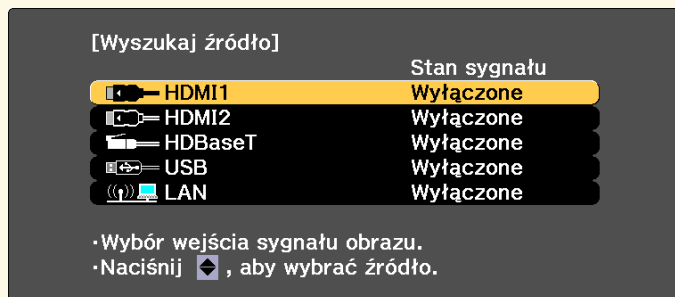 [Wyszukaj źródło]
Stan sygnału
HDMI1 Wyłączone
HDMI2 Wyłączone
HDBaseT Wyłączone
USB Wyłączone
LAN Wyłączone
·Wybór wejścia sygnału obrazu.
·Naciśnij , aby wybrać źródło.